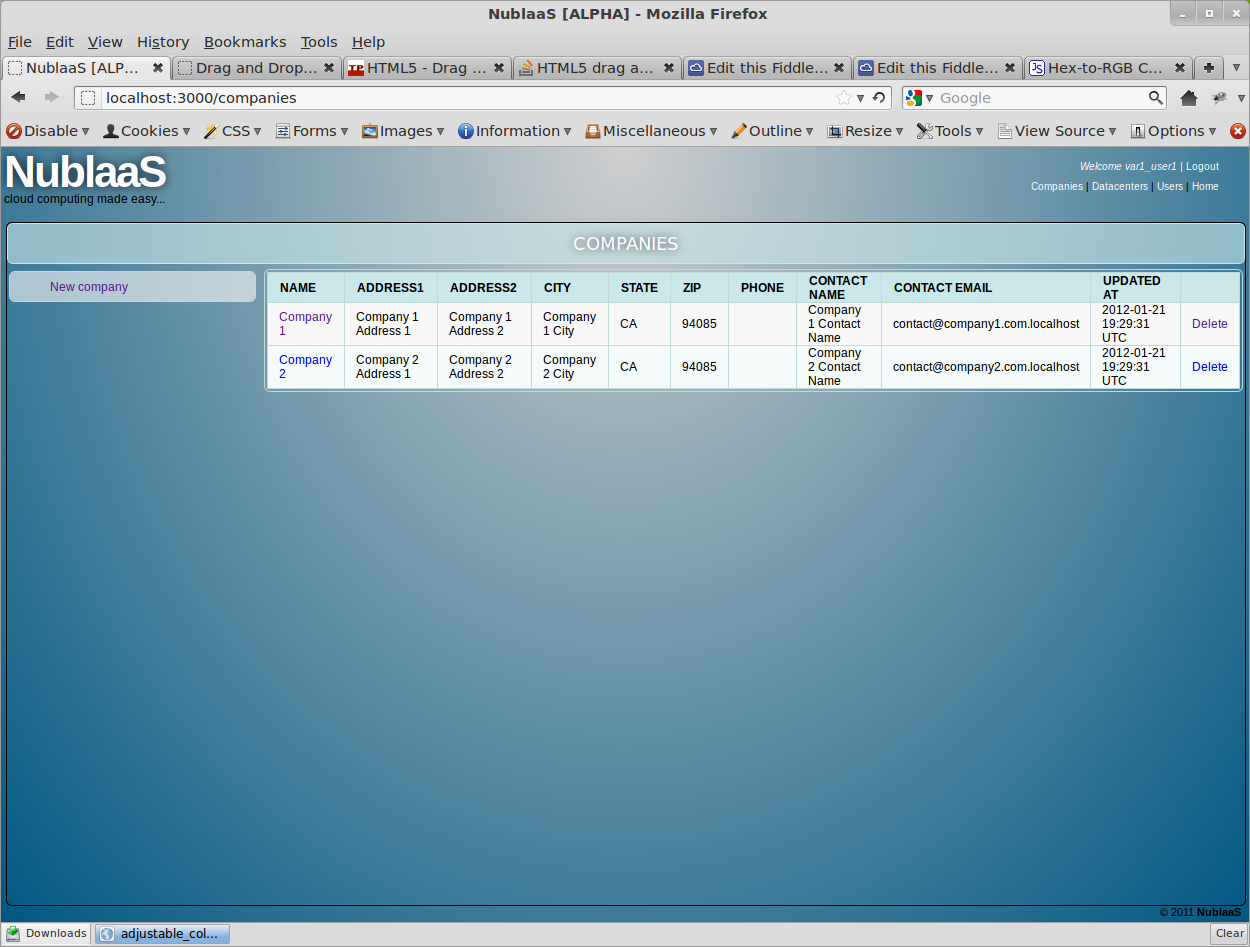 NublaaS [ALPHA] - Mozilla Firefox
File Edit View History Bookmarks Tools Help
NublaaS [ALP... Drag and Drop... HTML5 - Drag ... HTML5 drag a... Edit this Fiddle... Edit this Fiddle... Hex-to-RGB C...
localhost:3000/companies Google
Disable Cookies CSS Forms Images Information Miscellaneous Outline Resize Tools View Source Options
NublaaS
cloud computing made easy...
Welcome var1_user1 | Logout
Companies | Datacenters | Users | Home
COMPANIES
New company
NAME ADDRESS1 ADDRESS2 CITY STATE ZIP PHONE CONTACT NAME CONTACT EMAIL UPDATED AT
Company 1 Company 1 Address 1 Company 1 Address 2 Company 1 City CA 94085 Company 1 Contact Name contact@company1.com.localhost 2012-01-21 19:29:31 UTC Delete
Company 2 Company 2 Address 1 Company 2 Address 2 Company 2 City CA 94085 Company 2 Contact Name contact@company2.com.localhost 2012-01-21 19:29:31 UTC Delete
© 2011 NublaaS
Downloads adjustable_col... Clear